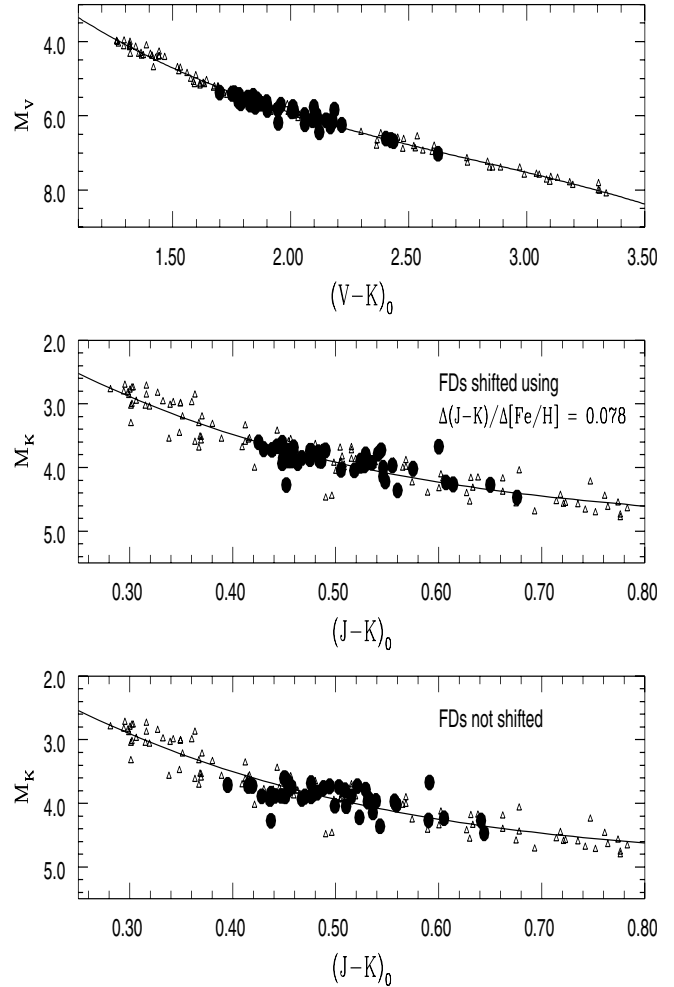 4.0
6.0
8.0
M_V
1.50 2.00 2.50 3.00 3.50
(V−K)₀
2.0
3.0
4.0
5.0
M_K
FDs shifted using
Δ(J−K)/Δ[Fe/H] = 0.078
0.30 0.40 0.50 0.60 0.70 0.80
(J−K)₀
2.0
3.0
4.0
5.0
M_K
FDs not shifted
0.30 0.40 0.50 0.60 0.70 0.80
(J−K)₀